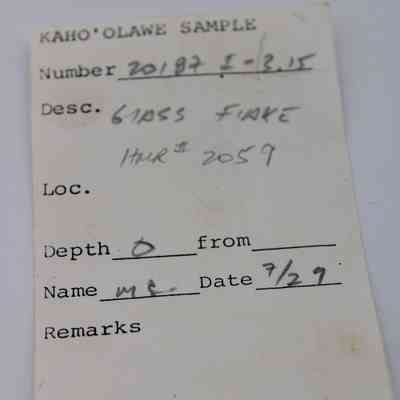 KAHO'OLAWE SAMPLE
Number 20187 I-3.15
Desc. GlASS FlAKE
HHR # 2059
Loc.
Depth 0 from
Name MC. Date 7/29
Remarks